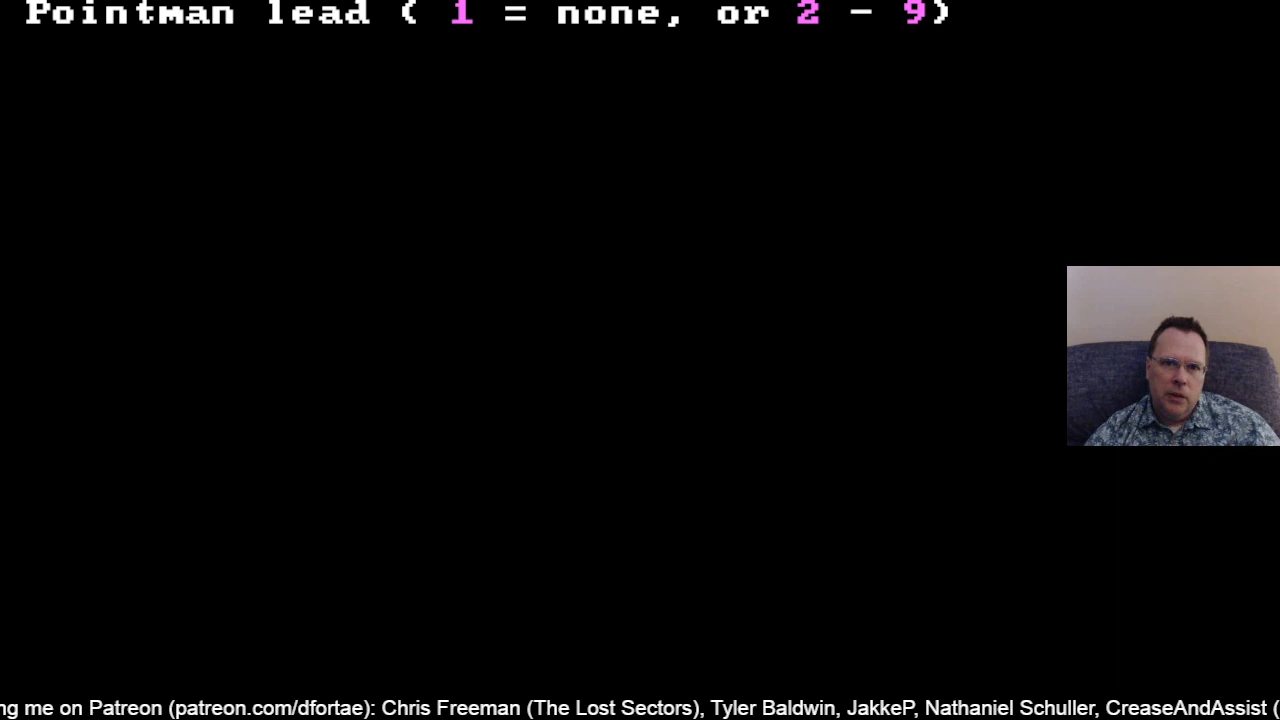 Pointman lead ( 1 = none, or 2 - 9)
ng me on Patreon (patreon.com/dfortae): Chris Freeman (The Lost Sectors), Tyler Baldwin, JakkeP, Nathaniel Schuller, CreaseAndAssist (